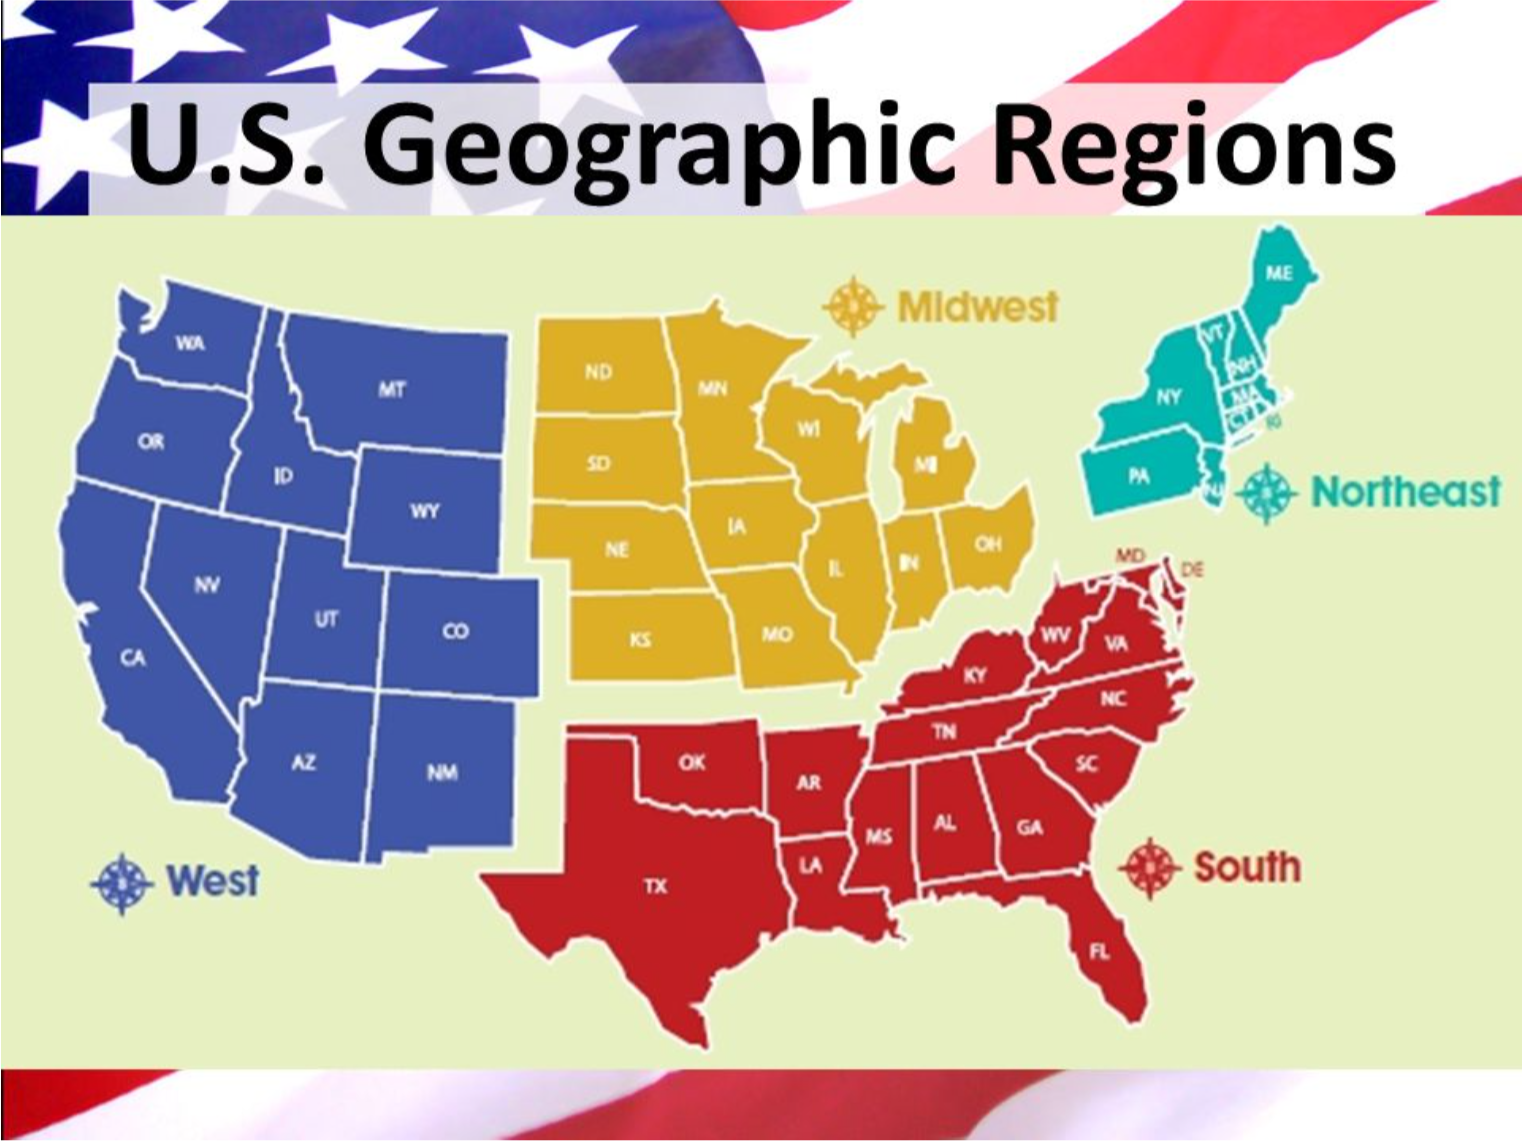 U.S. Geographic Regions
ME
Midwest
WA
VT
NH
ND
MN
MT
NY
MA
CT
RI
WI
OR
SD
MI
PA
NJ
Northeast
ID
WY
IA
OH
NE
IL
IN
MD
DE
NV
UT
CO
KS
MO
WV
VA
CA
KY
NC
TN
AZ
NM
OK
AR
SC
MS
AL
GA
LA
South
West
TX
FL